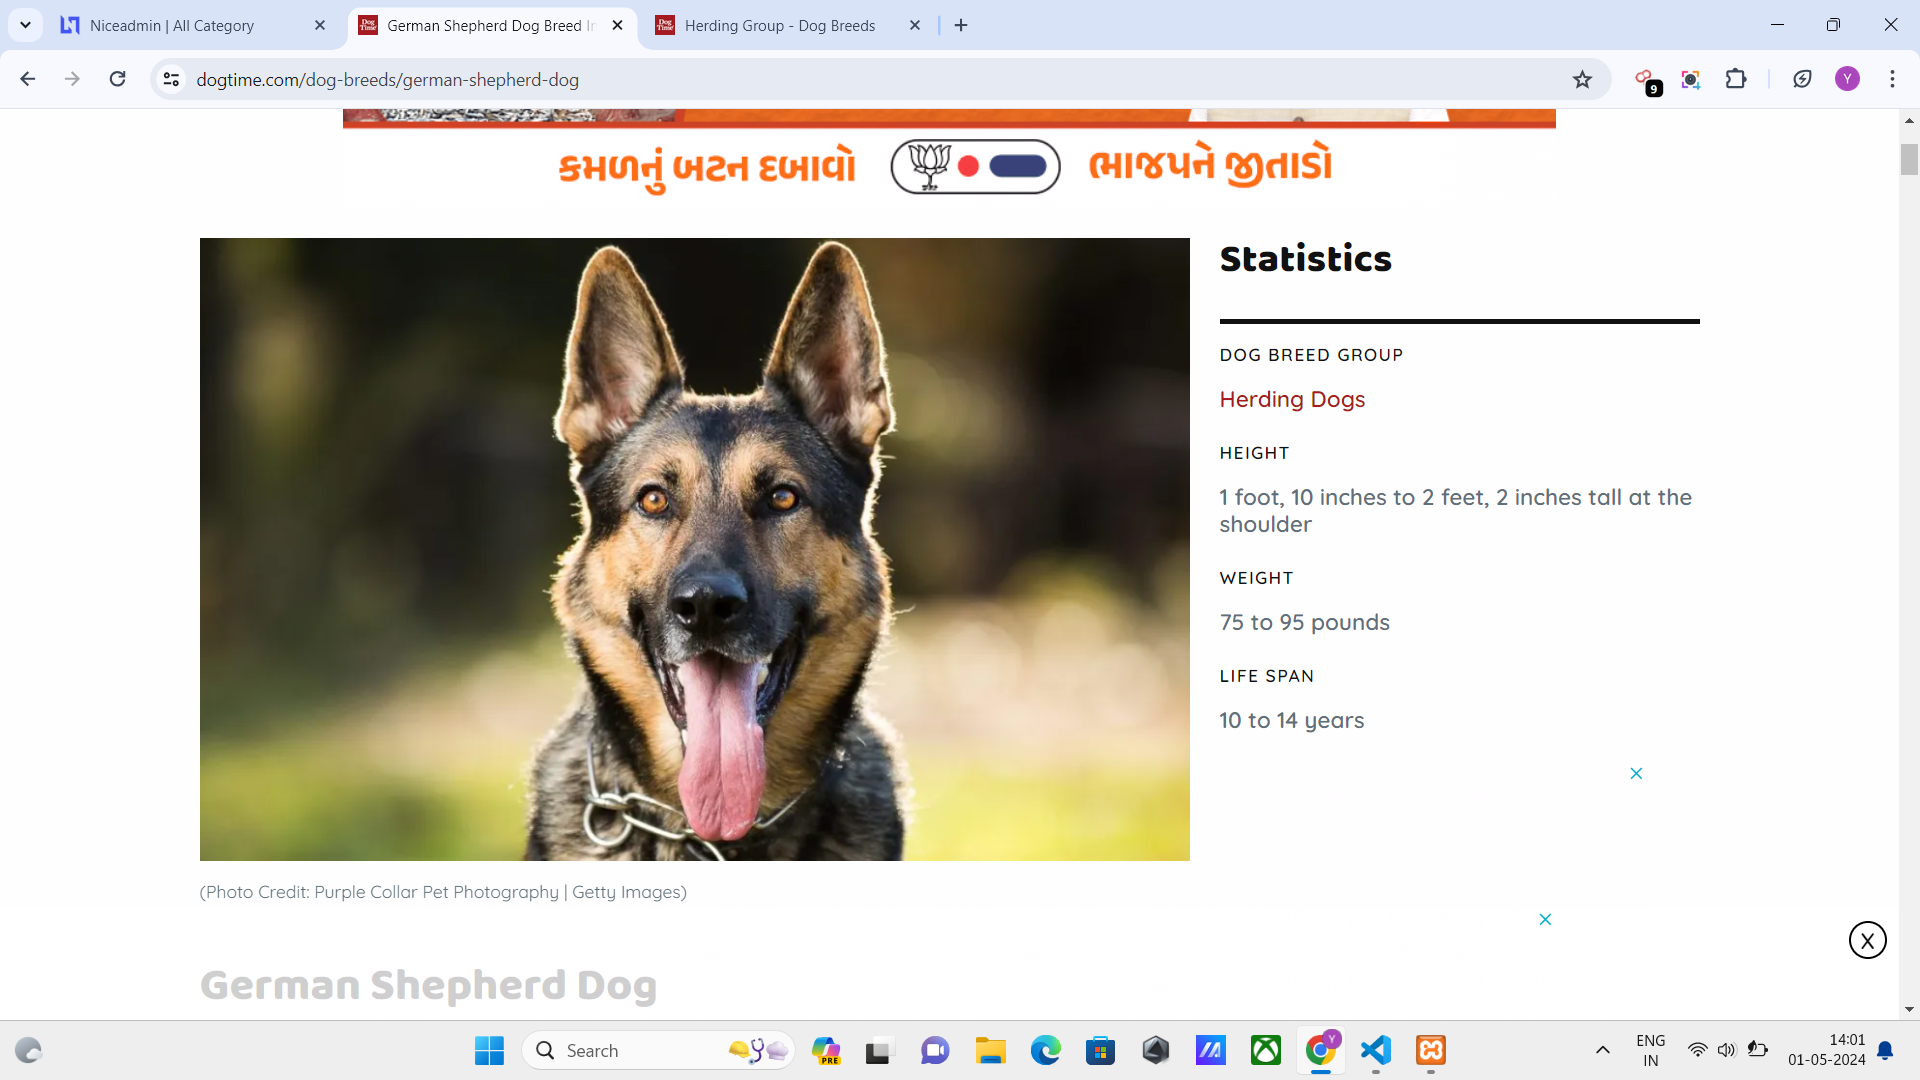 Niceadmin | All Category
German Shepherd Dog Breed In
Herding Group - Dog Breeds
dogtime.com/dog-breeds/german-shepherd-dog
9
Y
કમળનું બટન દબાવો
ભાજપને જીતાડો
Statistics
DOG BREED GROUP
Herding Dogs
HEIGHT
1 foot, 10 inches to 2 feet, 2 inches tall at the
shoulder
WEIGHT
75 to 95 pounds
LIFE SPAN
10 to 14 years
(Photo Credit: Purple Collar Pet Photography | Getty Images)
X
German Shepherd Dog
Search
PRE
Y
ENG
IN
14:01
01-05-2024